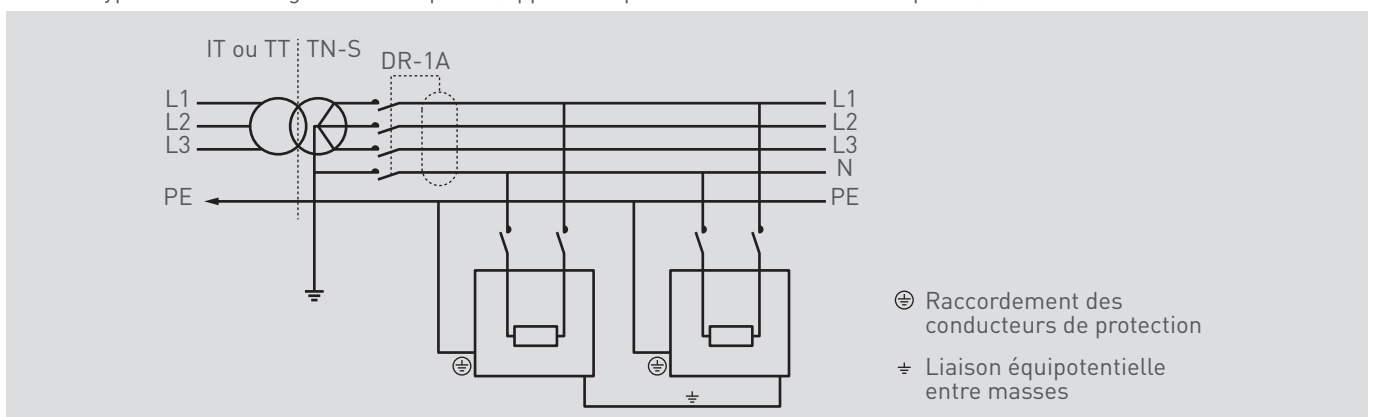 IT ou TT TN-S
DR-1A
L1 L1
L2 L2
L3 L3
N
PE PE
Raccordement des
conducteurs de protection
Liaison équipotentielle
entre masses